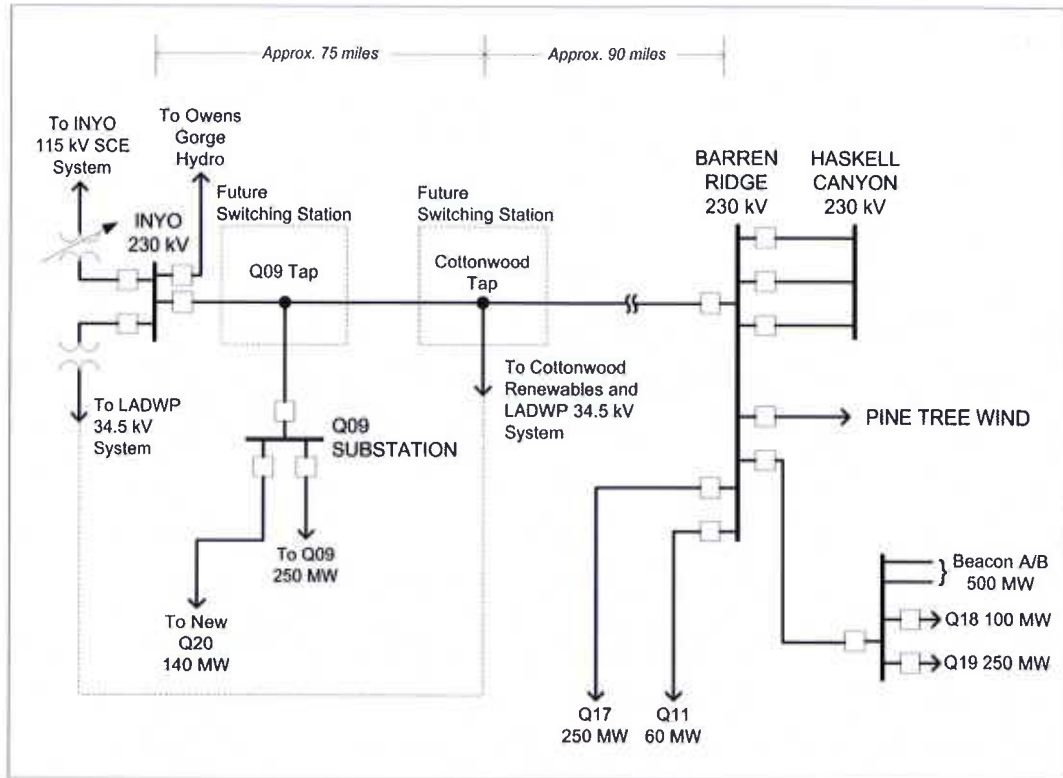 Approx. 75 miles
Approx. 90 miles
To INYO
115 kV SCE
System
To Owens
Gorge
Hydro
INYO
230 kV
Future
Switching Station
Q09 Tap
Future
Switching Station
Cottonwood
Tap
BARREN
RIDGE
230 kV
HASKELL
CANYON
230 kV
To LADWP
34.5 kV
System
Q09
SUBSTATION
To Cottonwood
Renewables and
LADWP 34.5 kV
System
PINE TREE WIND
To Q09
250 MW
To New
Q20
140 MW
Q17
250 MW
Q11
60 MW
Beacon A/B
500 MW
Q18 100 MW
Q19 250 MW